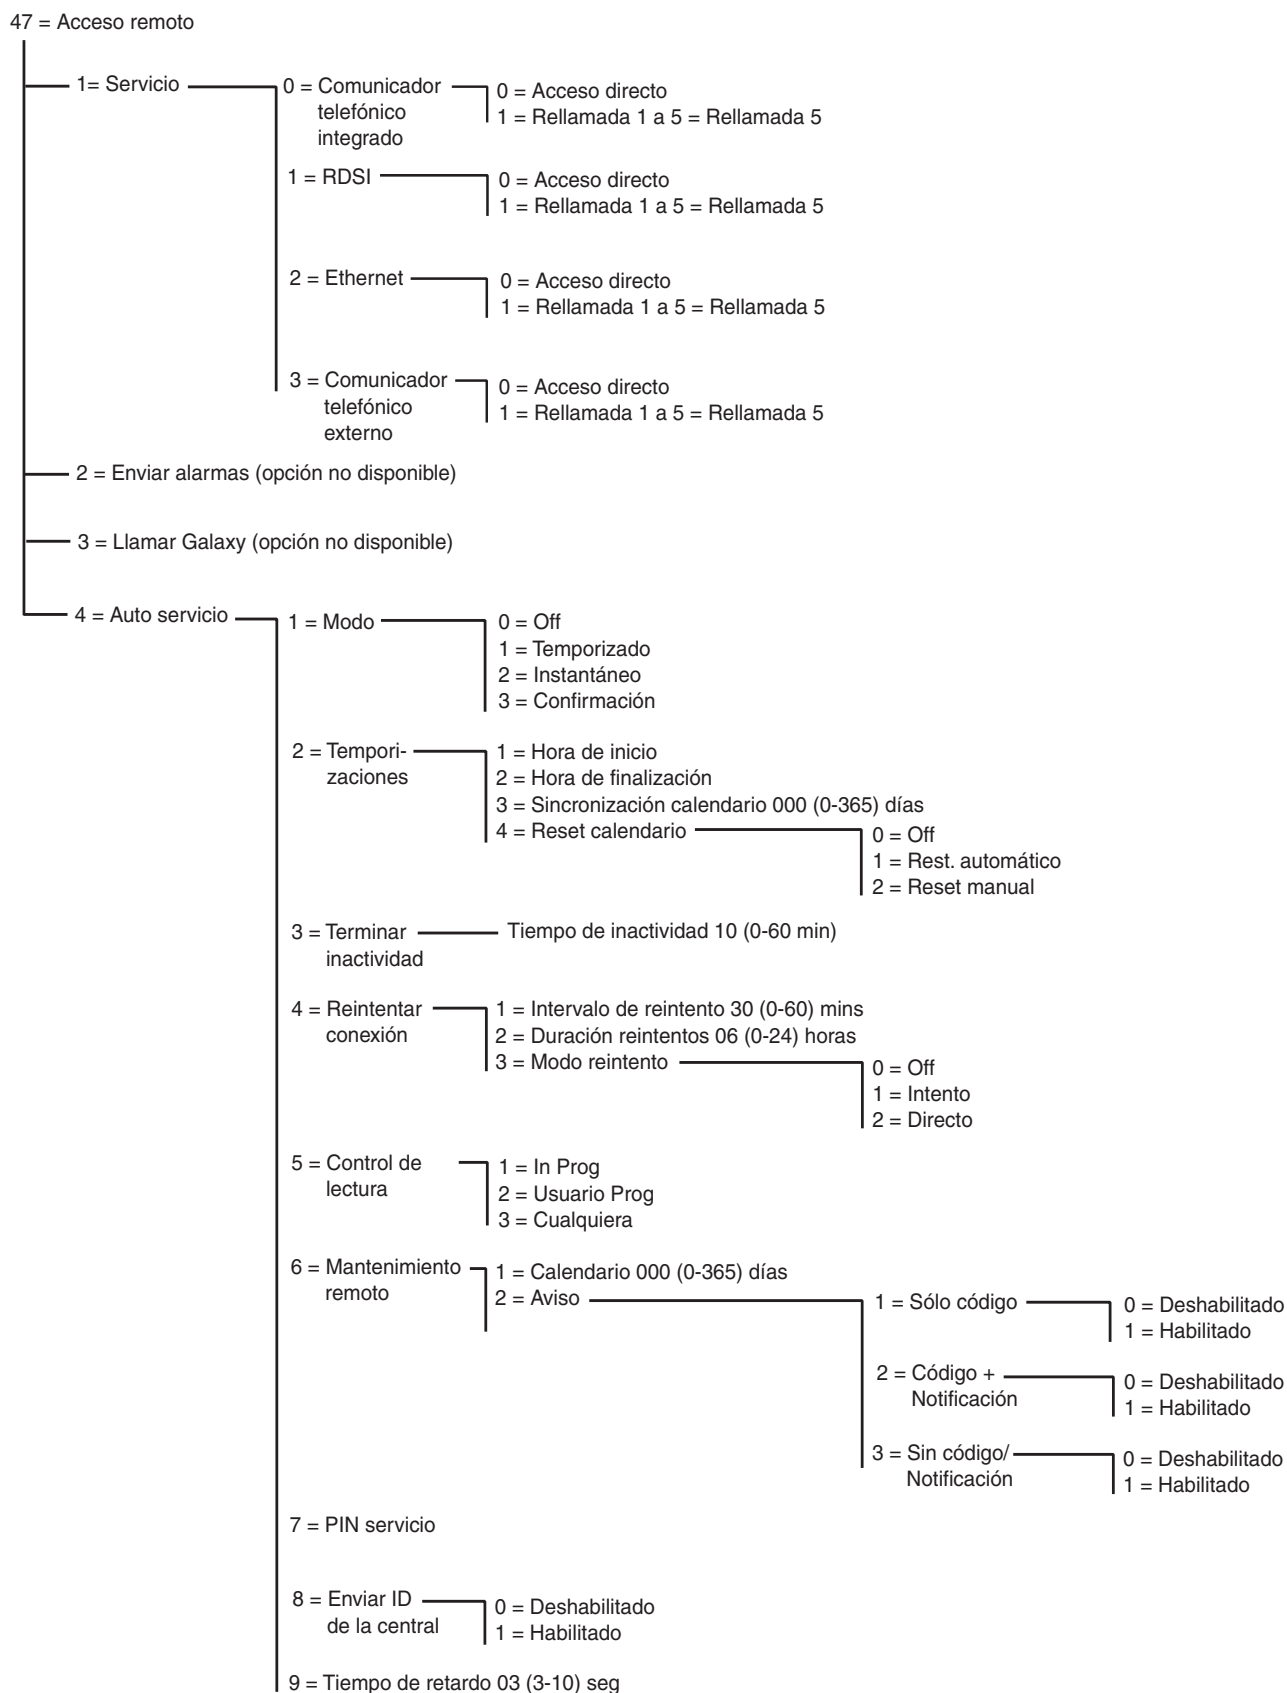 47 = Acceso remoto
1= Servicio
0 = Comunicador
telefónico
integrado
0 = Acceso directo
1 = Rellamada 1 a 5 = Rellamada 5
1 = RDSI
0 = Acceso directo
1 = Rellamada 1 a 5 = Rellamada 5
2 = Ethernet
0 = Acceso directo
1 = Rellamada 1 a 5 = Rellamada 5
3 = Comunicador
telefónico
externo
0 = Acceso directo
1 = Rellamada 1 a 5 = Rellamada 5
2 = Enviar alarmas (opción no disponible)
3 = Llamar Galaxy (opción no disponible)
4 = Auto servicio
1 = Modo
0 = Off
1 = Temporizado
2 = Instantáneo
3 = Confirmación
2 = Tempori-
zaciones
1 = Hora de inicio
2 = Hora de finalización
3 = Sincronización calendario 000 (0-365) días
4 = Reset calendario
0 = Off
1 = Rest. automático
2 = Reset manual
3 = Terminar
inactividad
Tiempo de inactividad 10 (0-60 min)
4 = Reintentar
conexión
1 = Intervalo de reintento 30 (0-60) mins
2 = Duración reintentos 06 (0-24) horas
3 = Modo reintento
0 = Off
1 = Intento
2 = Directo
5 = Control de
lectura
1 = In Prog
2 = Usuario Prog
3 = Cualquiera
6 = Mantenimiento
remoto
1 = Calendario 000 (0-365) días
2 = Aviso
1 = Sólo código
0 = Deshabilitado
1 = Habilitado
2 = Código +
Notificación
0 = Deshabilitado
1 = Habilitado
3 = Sin código/
Notificación
0 = Deshabilitado
1 = Habilitado
7 = PIN servicio
8 = Enviar ID
de la central
0 = Deshabilitado
1 = Habilitado
9 = Tiempo de retardo 03 (3-10) seg